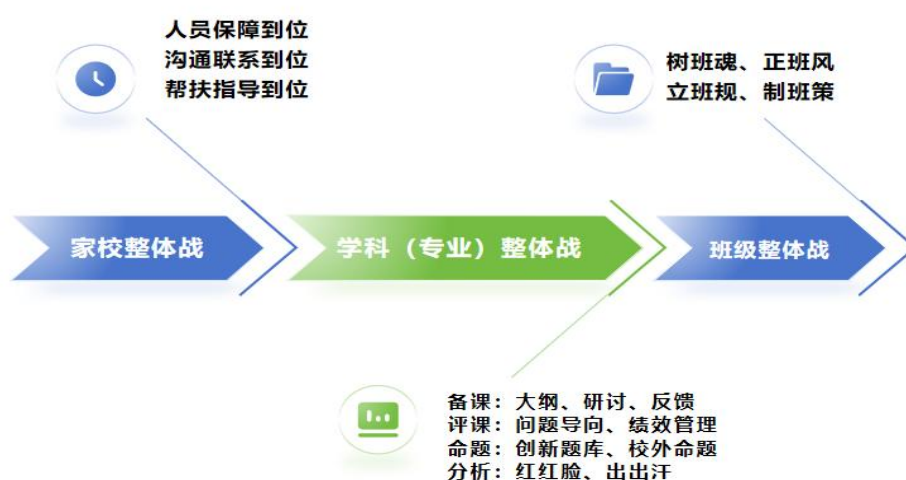 人员保障到位
沟通联系到位
帮扶指导到位
树班魂、正班风
立班规、制班策
家校整体战
学科（专业）整体战
班级整体战
备课：大纲、研讨、反馈
评课：问题导向、绩效管理
命题：创新题库、校外命题
分析：红红脸、出出汗